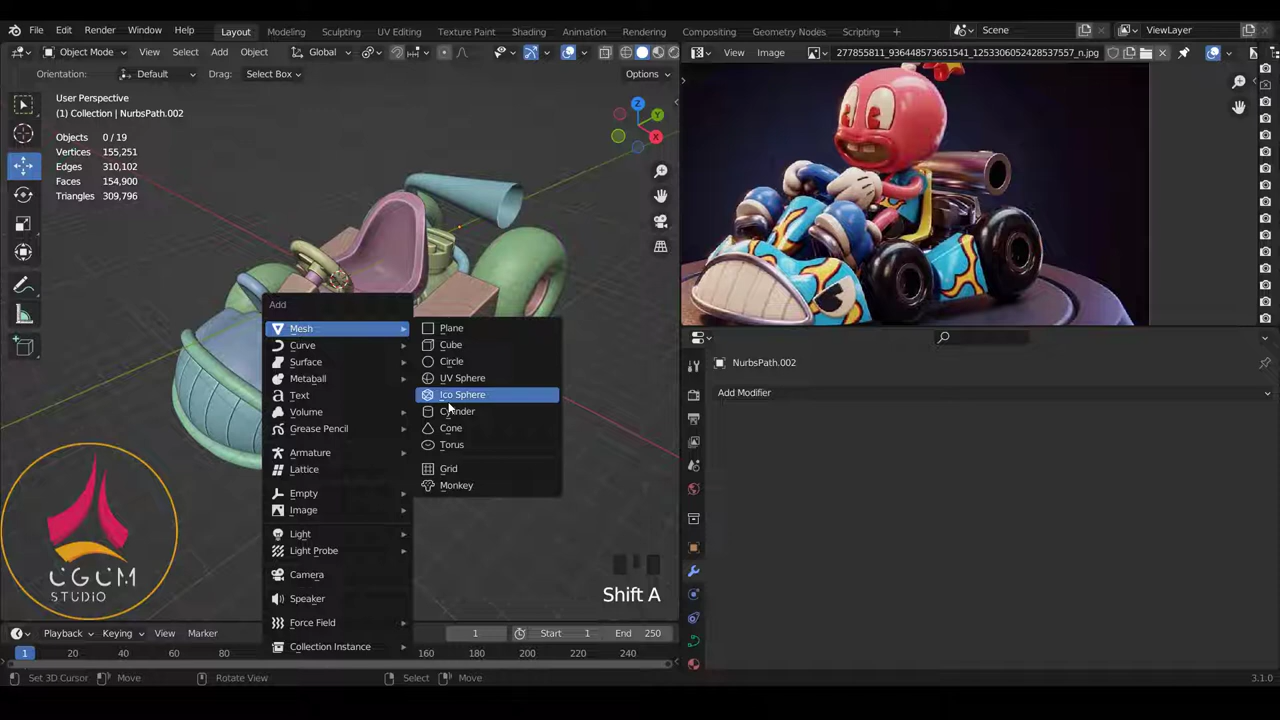 File Edit Render Window Help Layout Modeling Sculpting UV Editing Texture Paint Shading Animation Rendering Compositing Geometry Nodes Scripting + Scene ViewLayer
Object Mode View Select Add Object Global View Image 277855811_936448573651541_1253306052428537557_n.jpg
Orientation: Default Drag: Select Box Options
User Perspective
(1) Collection | NurbsPath.002
Objects 0 / 19
Vertices 155,251
Edges 310,102
Faces 154,900
Triangles 309,796
Z
Y
X
Add
Mesh
Curve
Surface
Metaball
Text
Volume
Grease Pencil
Armature
Lattice
Empty
Image
Light
Light Probe
Camera
Speaker
Force Field
Collection Instance
Plane
Cube
Circle
UV Sphere
Ico Sphere
Cylinder
Cone
Torus
Grid
Monkey
NurbsPath.002
Add Modifier
CGCM
STUDIO
Shift A
Playback Keying View Marker 1 Start 1 End 250
1 20 40 60 80 160 180 200 220 240
Set 3D Cursor Move Rotate View Select Move 3.1.0